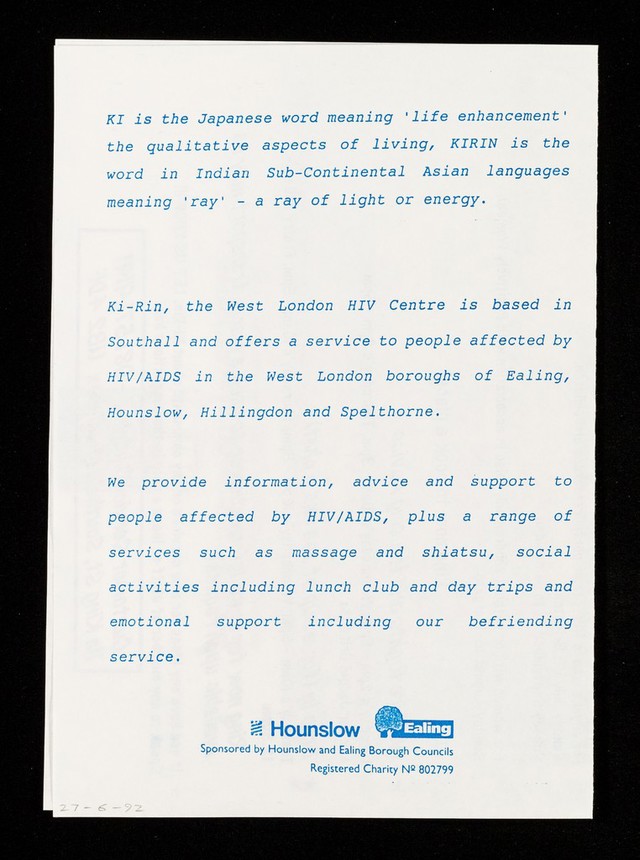 KI is the Japanese word meaning 'life enhancement'
the qualitative aspects of living, KIRIN is the
word in Indian Sub-Continental Asian languages
meaning 'ray' - a ray of light or energy.
Ki-Rin, the West London HIV Centre is based in
Southall and offers a service to people affected by
HIV/AIDS in the West London boroughs of Ealing,
Hounslow, Hillingdon and Spelthorne.
We provide information, advice and support to
people affected by HIV/AIDS, plus a range of
services such as massage and shiatsu, social
activities including lunch club and day trips and
emotional support including our befriending
service.
Hounslow Ealing
Sponsored by Hounslow and Ealing Borough Councils
Registered Charity Nº 802799
27-6-92